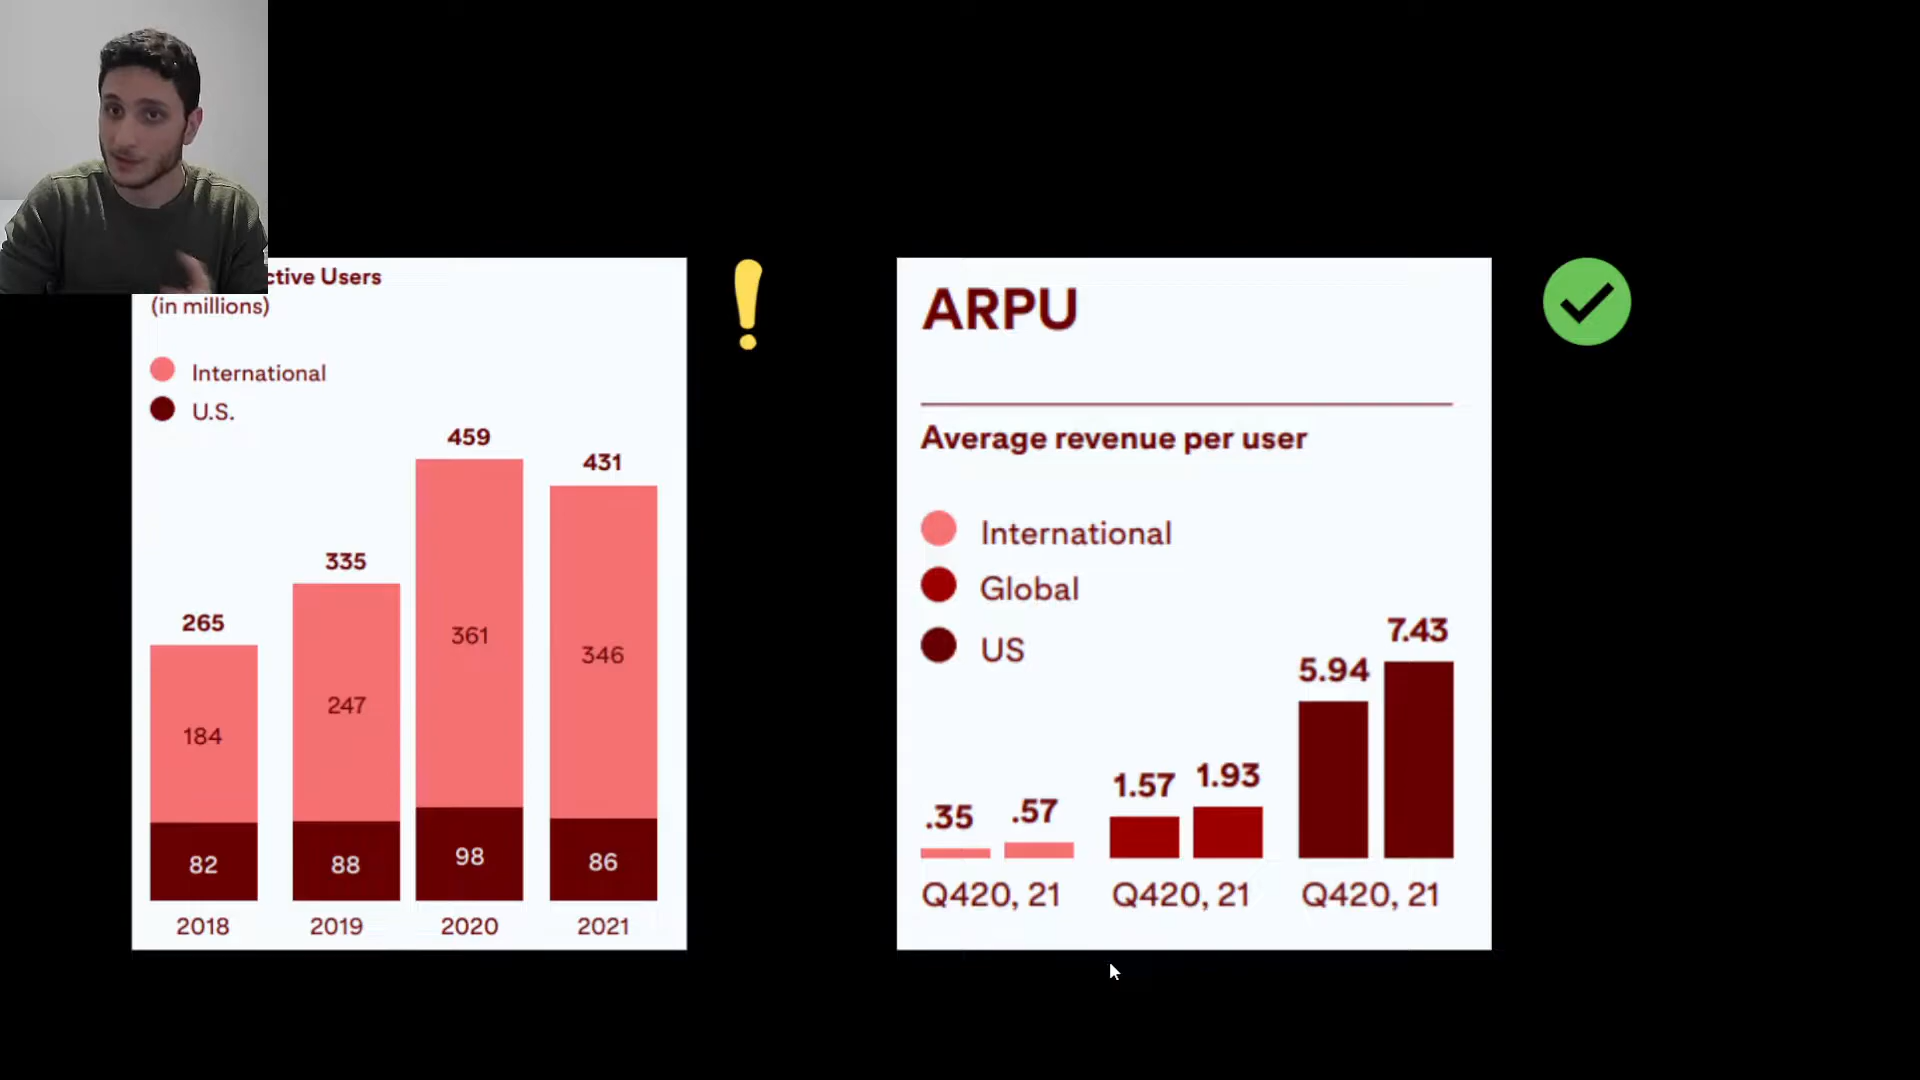 ctive Users
(in millions)
International
U.S.
459
431
335
265
361
346
247
184
82
88
98
86
2018
2019
2020
2021
ARPU
Average revenue per user
International
Global
US
7.43
5.94
1.57
1.93
.35
.57
Q420, 21
Q420, 21
Q420, 21